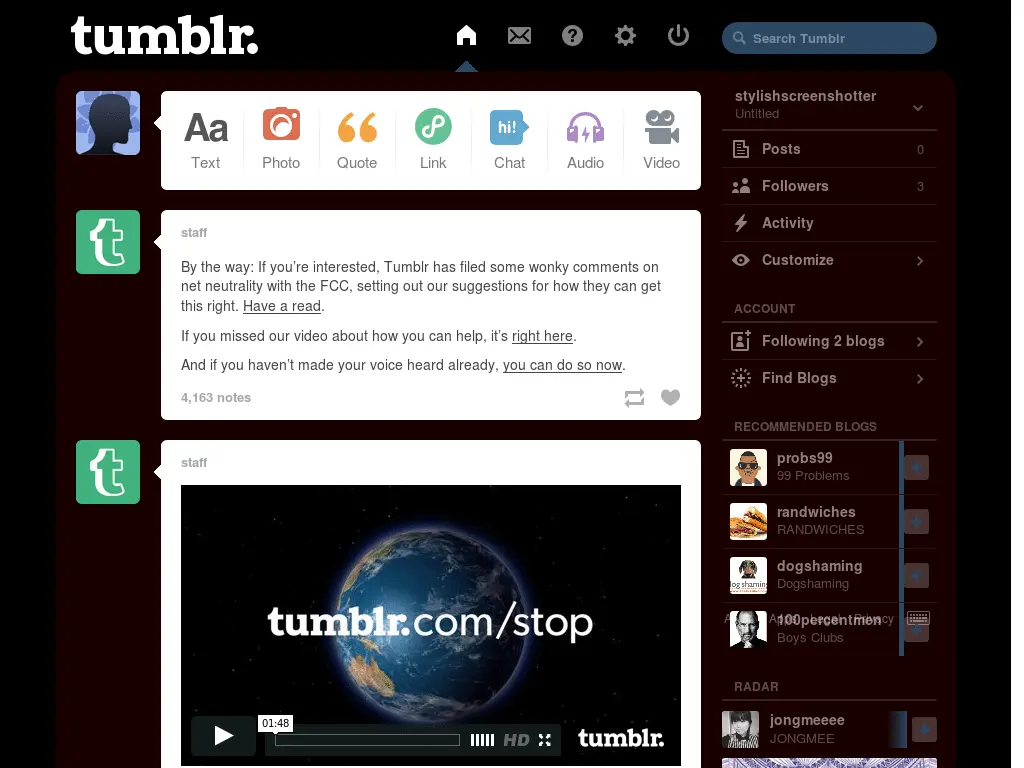 tumblr.
Search Tumblr
stylishscreenshotter
Untitled
Aa
hi!
Text
Photo
Quote
Link
Chat
Audio
Video
Posts 0
Followers 3
Activity
Customize
staff
By the way: If you’re interested, Tumblr has filed some wonky comments on
net neutrality with the FCC, setting out our suggestions for how they can get
this right. Have a read.
If you missed our video about how you can help, it’s right here.
And if you haven’t made your voice heard already, you can do so now.
4,163 notes
ACCOUNT
Following 2 blogs
Find Blogs
RECOMMENDED BLOGS
probs99
99 Problems
randwiches
RANDWICHES
dogshaming
Dogshaming
100percentmen
Boys Clubs
Legal
Privacy
RADAR
jongmeeee
JONGMEE
staff
tumblr.com/stop
01:48
HD
tumblr.